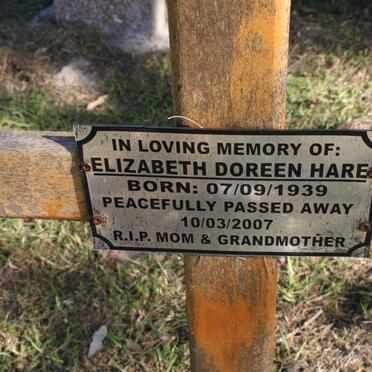 IN LOVING MEMORY OF:
ELIZABETH DOREEN HARE
BORN: 07/09/1939
PEACEFULLY PASSED AWAY
10/03/2007
R.I.P. MOM & GRANDMOTHER